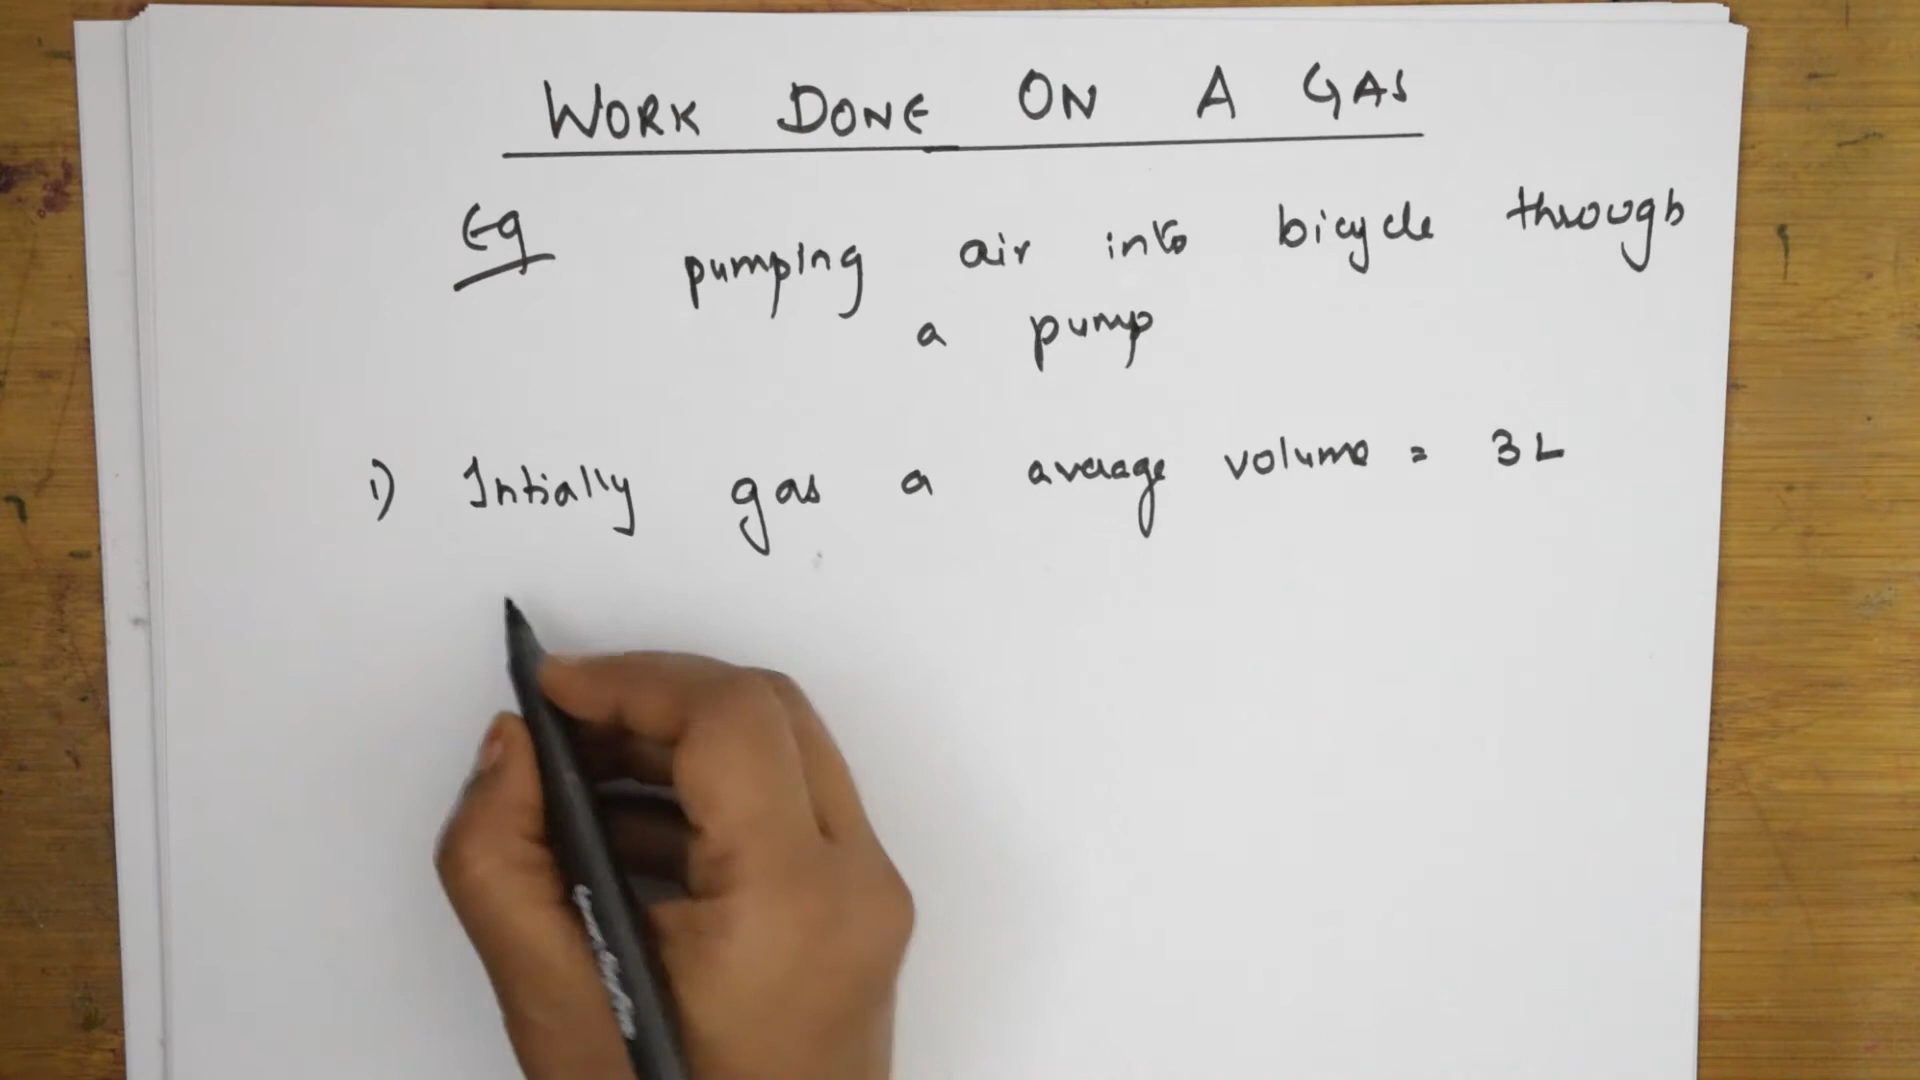 WORK DONE ON A GAS
Eg pumping air into bicycle through
a pump
1) Intially gas a average volume = 3L